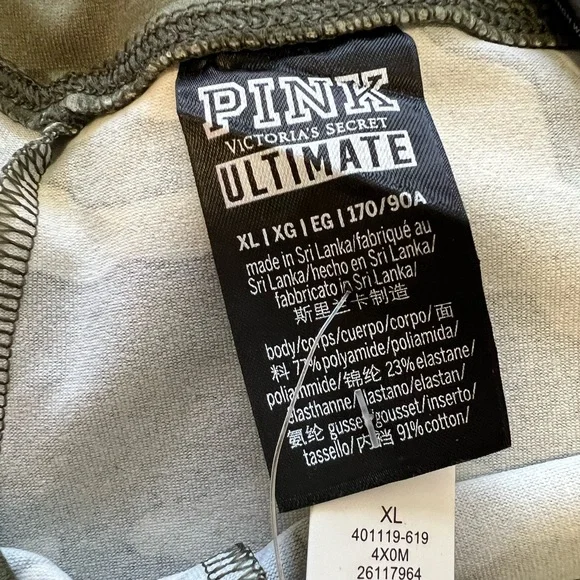 PINK
VICTORIA'S SECRET
ULTIMATE
XL | XG | EG | 170/90A
made in Sri Lanka/fabriqué au
Sri Lanka/hecho en Sri Lanka/
fabbricato in Sri Lanka/
斯里兰卡制造
body/corps/cuerpo/corpo/ 面
料 77% polyamide/poliamida/
poliammide/锦纶 23% elastane/
elasthanne/elastano/elastan/
氨纶 gusset/gousset/inserto/
tassello/ 内裆 91% cotton/
XL
401119-619
4X0M
26117964